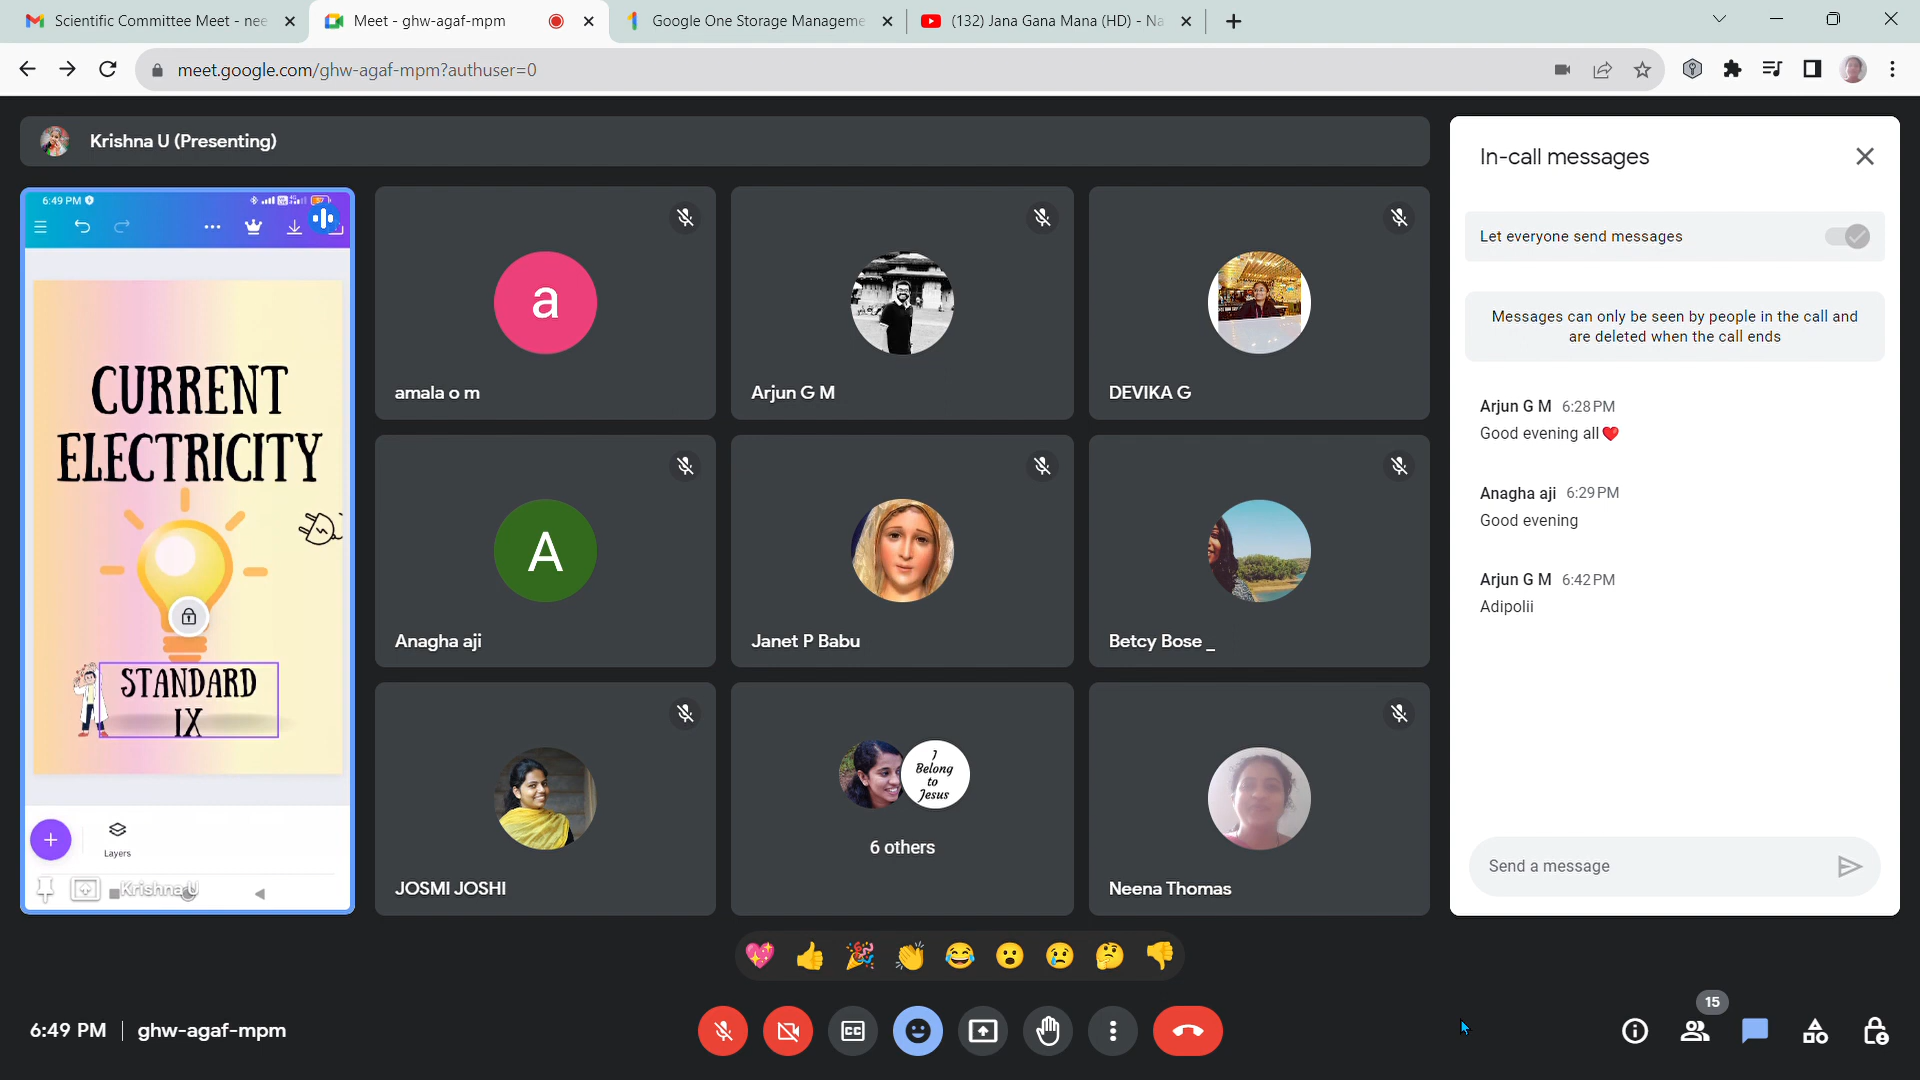 Scientific Committee Meet - nee
Meet - ghw-agaf-mpm
Google One Storage Manageme
(132) Jana Gana Mana (HD) - Na
meet.google.com/ghw-agaf-mpm?authuser=0
Krishna U (Presenting)
6:49 PM
CURRENT
ELECTRICITY
STANDARD
IX
Layers
Krishna U
a
amala o m
Arjun G M
DEVIKA G
A
Anagha aji
Janet P Babu
Betcy Bose _
JOSMI JOSHI
I
Belong
to
Jesus
6 others
Neena Thomas
In-call messages
Let everyone send messages
Messages can only be seen by people in the call and
are deleted when the call ends
Arjun G M 6:28 PM
Good evening all❤️
Anagha aji 6:29 PM
Good evening
Arjun G M 6:42 PM
Adipolii
Send a message
6:49 PM | ghw-agaf-mpm
CC
15